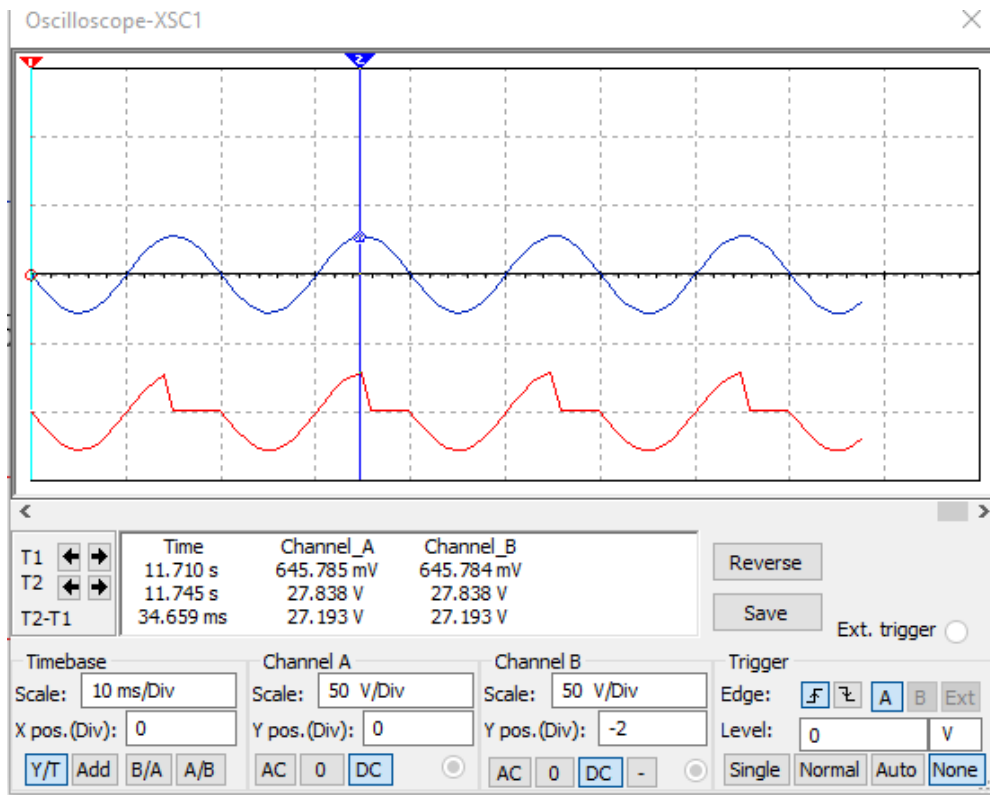 Oscilloscope-XSC1
1 2
T1
T2
T2-T1
Time Channel_A Channel_B
11.710 s 645.785 mV 645.784 mV
11.745 s 27.838 V 27.838 V
34.659 ms 27.193 V 27.193 V
Reverse
Save
Ext. trigger
Timebase
Scale: 10 ms/Div
X pos.(Div): 0
Y/T Add B/A A/B
Channel A
Scale: 50 V/Div
Y pos.(Div): 0
AC 0 DC
Channel B
Scale: 50 V/Div
Y pos.(Div): -2
AC 0 DC -
Trigger
Edge: A B Ext
Level: 0 V
Single Normal Auto None